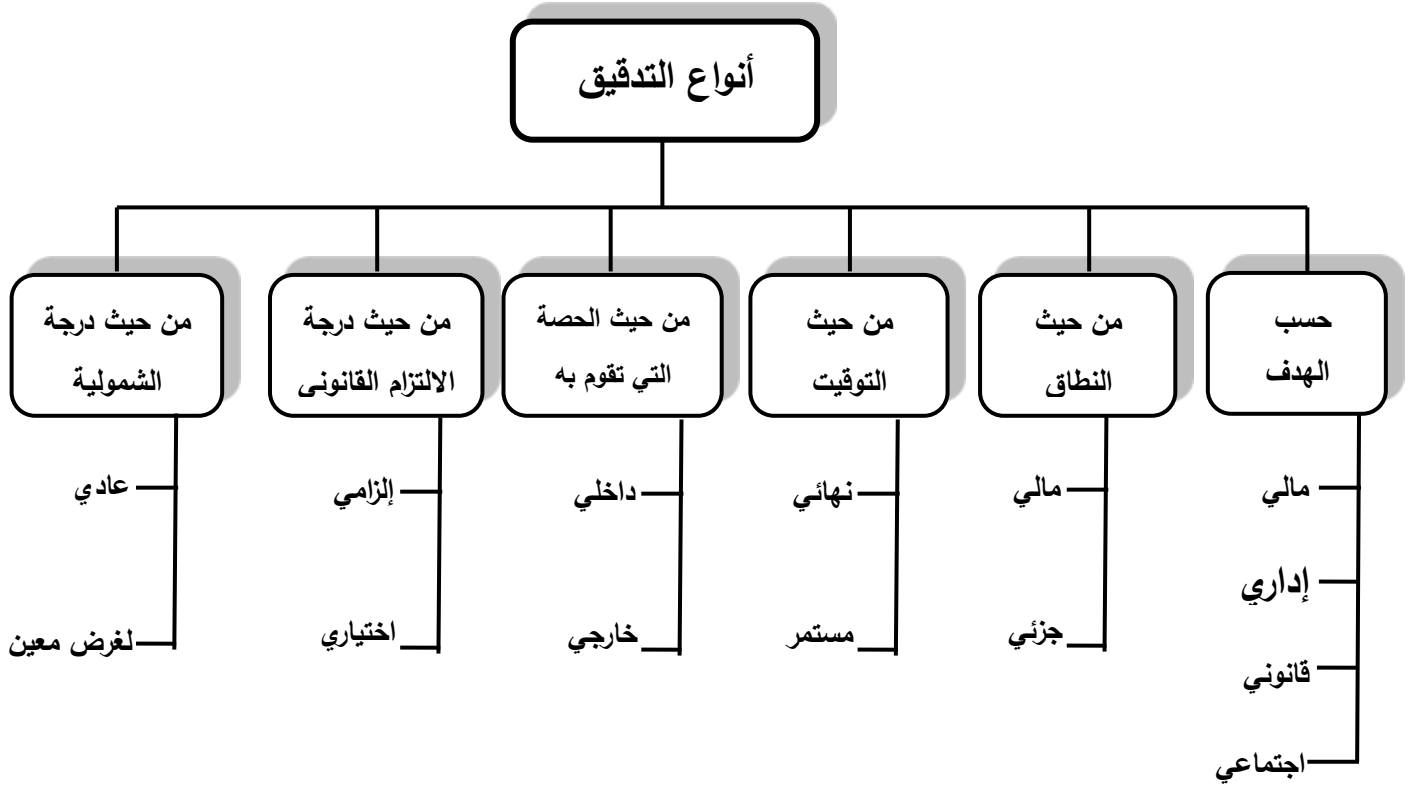 أنواع التدقيق
حسب
الهدف
مالي
إداري
قانوني
اجتماعي
من حيث
النطاق
مالي
جزئي
من حيث
التوقيت
نهائي
مستمر
من حيث الحصة
التي تقوم به
داخلي
خارجي
من حيث درجة
الالتزام القانوني
إلزامي
اختياري
من حيث درجة
الشمولية
عادي
لغرض معين